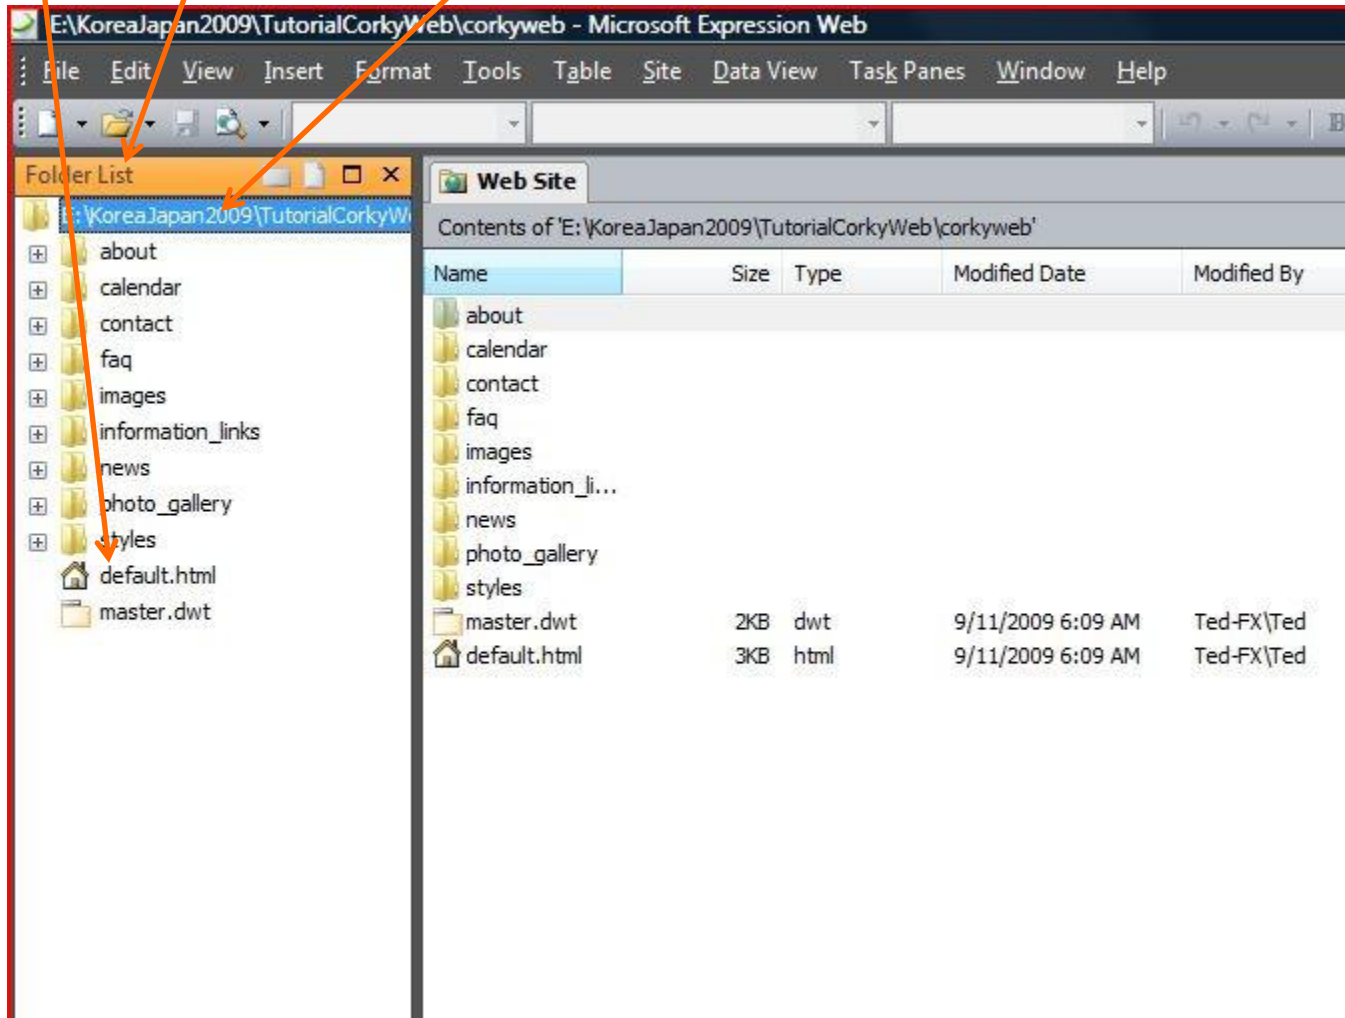 E:\KoreaJapan2009\TutorialCorkyWeb\corkyweb - Microsoft Expression Web
File Edit View Insert Format Tools Table Site Data View Task Panes Window Help
B
Folder List
E:\KoreaJapan2009\TutorialCorkyW
about
calendar
contact
faq
images
information_links
news
photo_gallery
styles
default.html
master.dwt
Web Site
Contents of 'E:\KoreaJapan2009\TutorialCorkyWeb\corkyweb'
Name Size Type Modified Date Modified By
about
calendar
contact
faq
images
information_li...
news
photo_gallery
styles
master.dwt 2KB dwt 9/11/2009 6:09 AM Ted-FX\Ted
default.html 3KB html 9/11/2009 6:09 AM Ted-FX\Ted